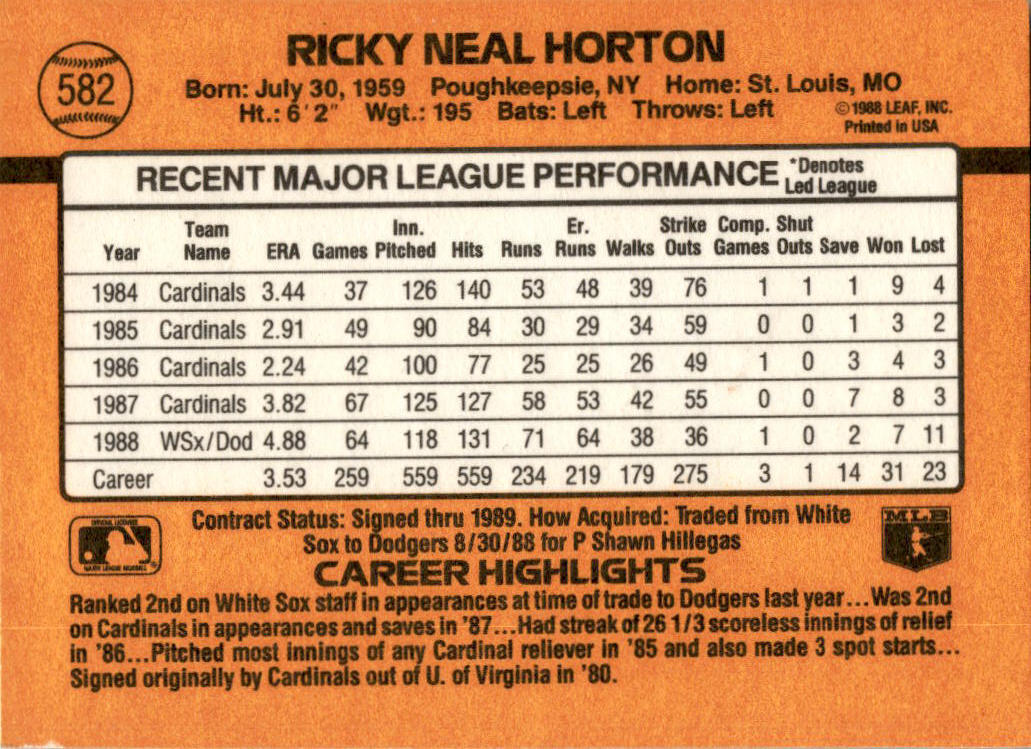 582
RICKY NEAL HORTON
Born: July 30, 1959 Poughkeepsie, NY Home: St. Louis, MO
Ht.: 6'2" Wgt.: 195 Bats: Left Throws: Left
©1988 LEAF, INC.
Printed in USA
RECENT MAJOR LEAGUE PERFORMANCE *Denotes Led League
Year Team Name ERA Games Inn. Pitched Hits Runs Er. Runs Walks Strike Outs Comp. Games Shut Outs Save Won Lost
1984 Cardinals 3.44 37 126 140 53 48 39 76 1 1 1 9 4
1985 Cardinals 2.91 49 90 84 30 29 34 59 0 0 1 3 2
1986 Cardinals 2.24 42 100 77 25 25 26 49 1 0 3 4 3
1987 Cardinals 3.82 67 125 127 58 53 42 55 0 0 7 8 3
1988 WSx/Dod 4.88 64 118 131 71 64 38 36 1 0 2 7 11
Career 3.53 259 559 559 234 219 179 275 3 1 14 31 23
Contract Status: Signed thru 1989. How Acquired: Traded from White
Sox to Dodgers 8/30/88 for P Shawn Hillegas
MLB
CAREER HIGHLIGHTS
Ranked 2nd on White Sox staff in appearances at time of trade to Dodgers last year...Was 2nd
on Cardinals in appearances and saves in '87...Had streak of 26 1/3 scoreless innings of relief
in '86...Pitched most innings of any Cardinal reliever in '85 and also made 3 spot starts...
Signed originally by Cardinals out of U. of Virginia in '80.